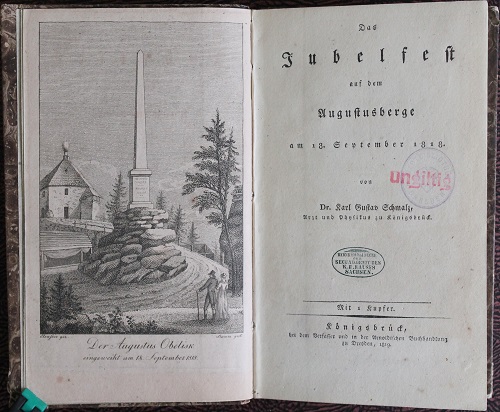 Der Augustus Obelisk
eingeweiht am 18. September 1818.
Das
Jubelfest
auf dem
Augustusberge
am 18. September 1818.
von
Dr. Karl Gustav Schmalz,
Arzt und Physikus zu Königsbrück.
ungiltig
Mit 1 Kupfer.
Königsbrück,
bey dem Verfasser und in der Arnoldischen Buchhandlung
zu Dresden, 1819.